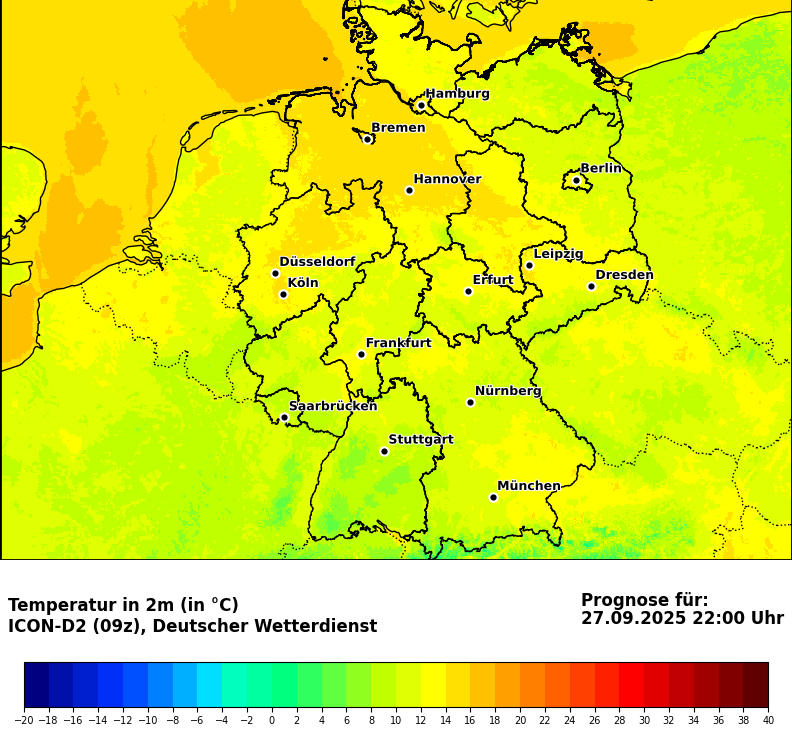 Hamburg
Bremen
Hannover
Berlin
Düsseldorf
Köln
Leipzig
Erfurt
Dresden
Frankfurt
Nürnberg
Saarbrücken
Stuttgart
München
Temperatur in 2m (in °C)
ICON-D2 (09z), Deutscher Wetterdienst
Prognose für:
27.09.2025 22:00 Uhr
−20 −18 −16 −14 −12 −10 −8 −6 −4 −2 0 2 4 6 8 10 12 14 16 18 20 22 24 26 28 30 32 34 36 38 40